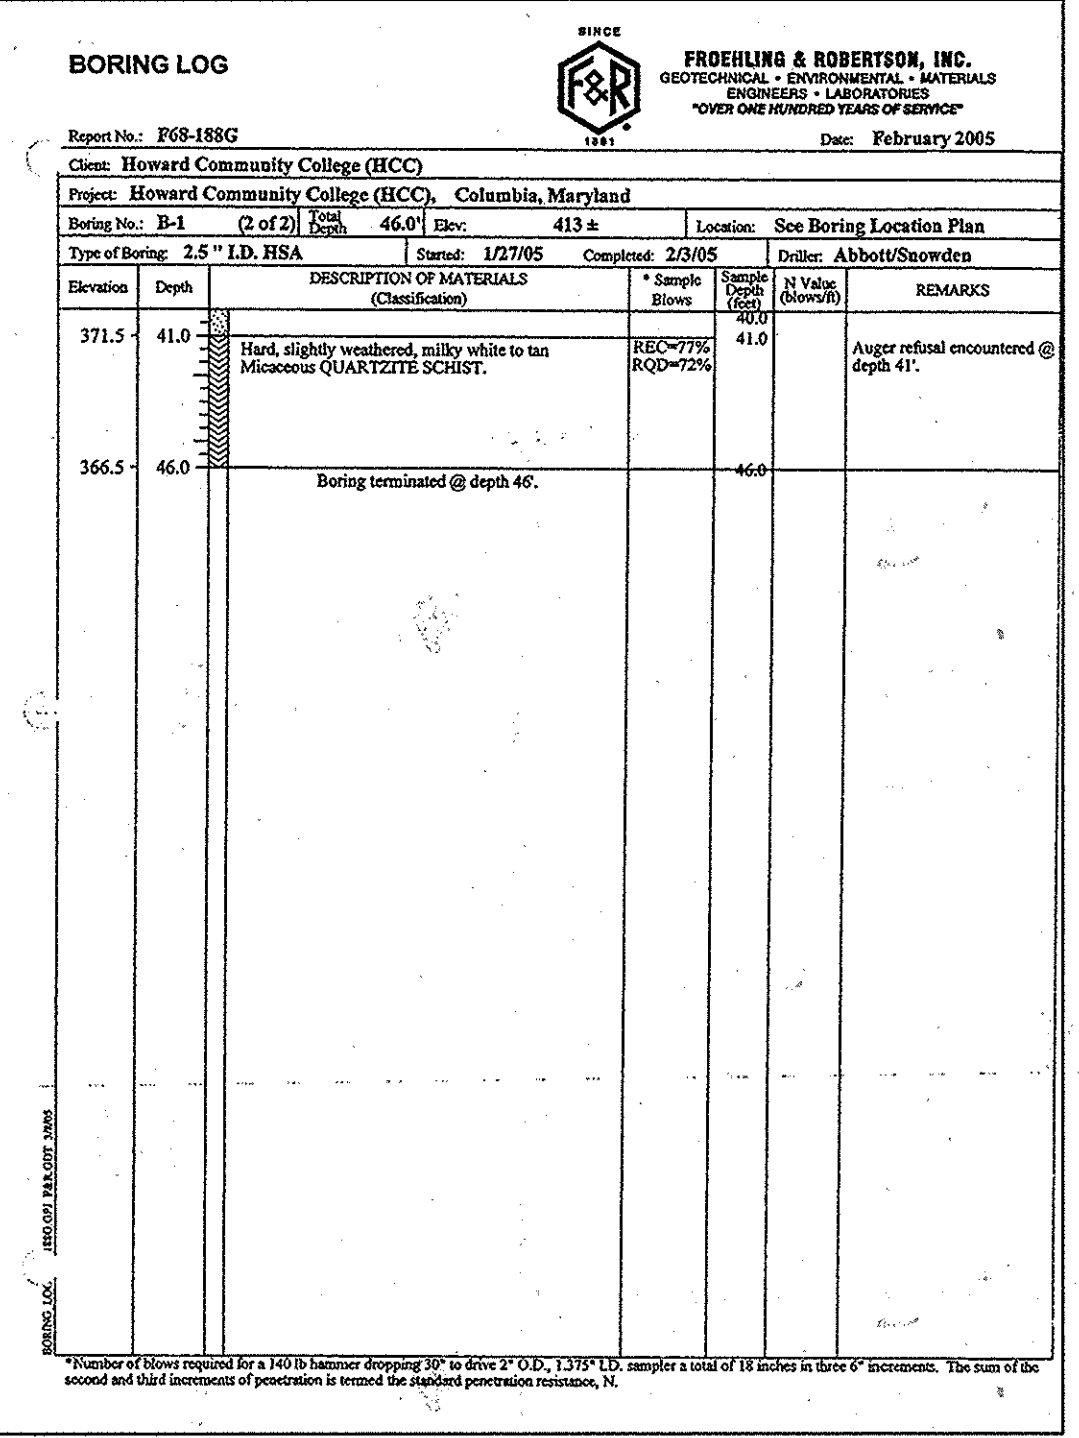 SINCE
BORING LOG
F&R
1881
FROEHLING & ROBERTSON, INC.
GEOTECHNICAL • ENVIRONMENTAL • MATERIALS
ENGINEERS • LABORATORIES
"OVER ONE HUNDRED YEARS OF SERVICE"
Report No.: F68-188G
Date: February 2005
Client: Howard Community College (HCC)
Project: Howard Community College (HCC), Columbia, Maryland
Boring No.: B-1 (2 of 2) Total Depth 46.0' Elev: 413 ± Location: See Boring Location Plan
Type of Boring: 2.5 " I.D. HSA Started: 1/27/05 Completed: 2/3/05 Driller: Abbott/Snowden
Elevation Depth DESCRIPTION OF MATERIALS (Classification) * Sample Blows Sample Depth (feet) N Value (blows/ft) REMARKS
40.0
371.5 41.0 41.0
Hard, slightly weathered, milky white to tan REC=77% Auger refusal encountered @
Micaceous QUARTZITE SCHIST. RQD=72% depth 41'.
366.5 46.0 46.0
Boring terminated @ depth 46'.
BORING_LOG F&R.GDT 3/2/05
*Number of blows required for a 140 lb hammer dropping 30" to drive 2" O.D., 1.375" I.D. sampler a total of 18 inches in three 6" increments. The sum of the
second and third increments of penetration is termed the standard penetration resistance, N.